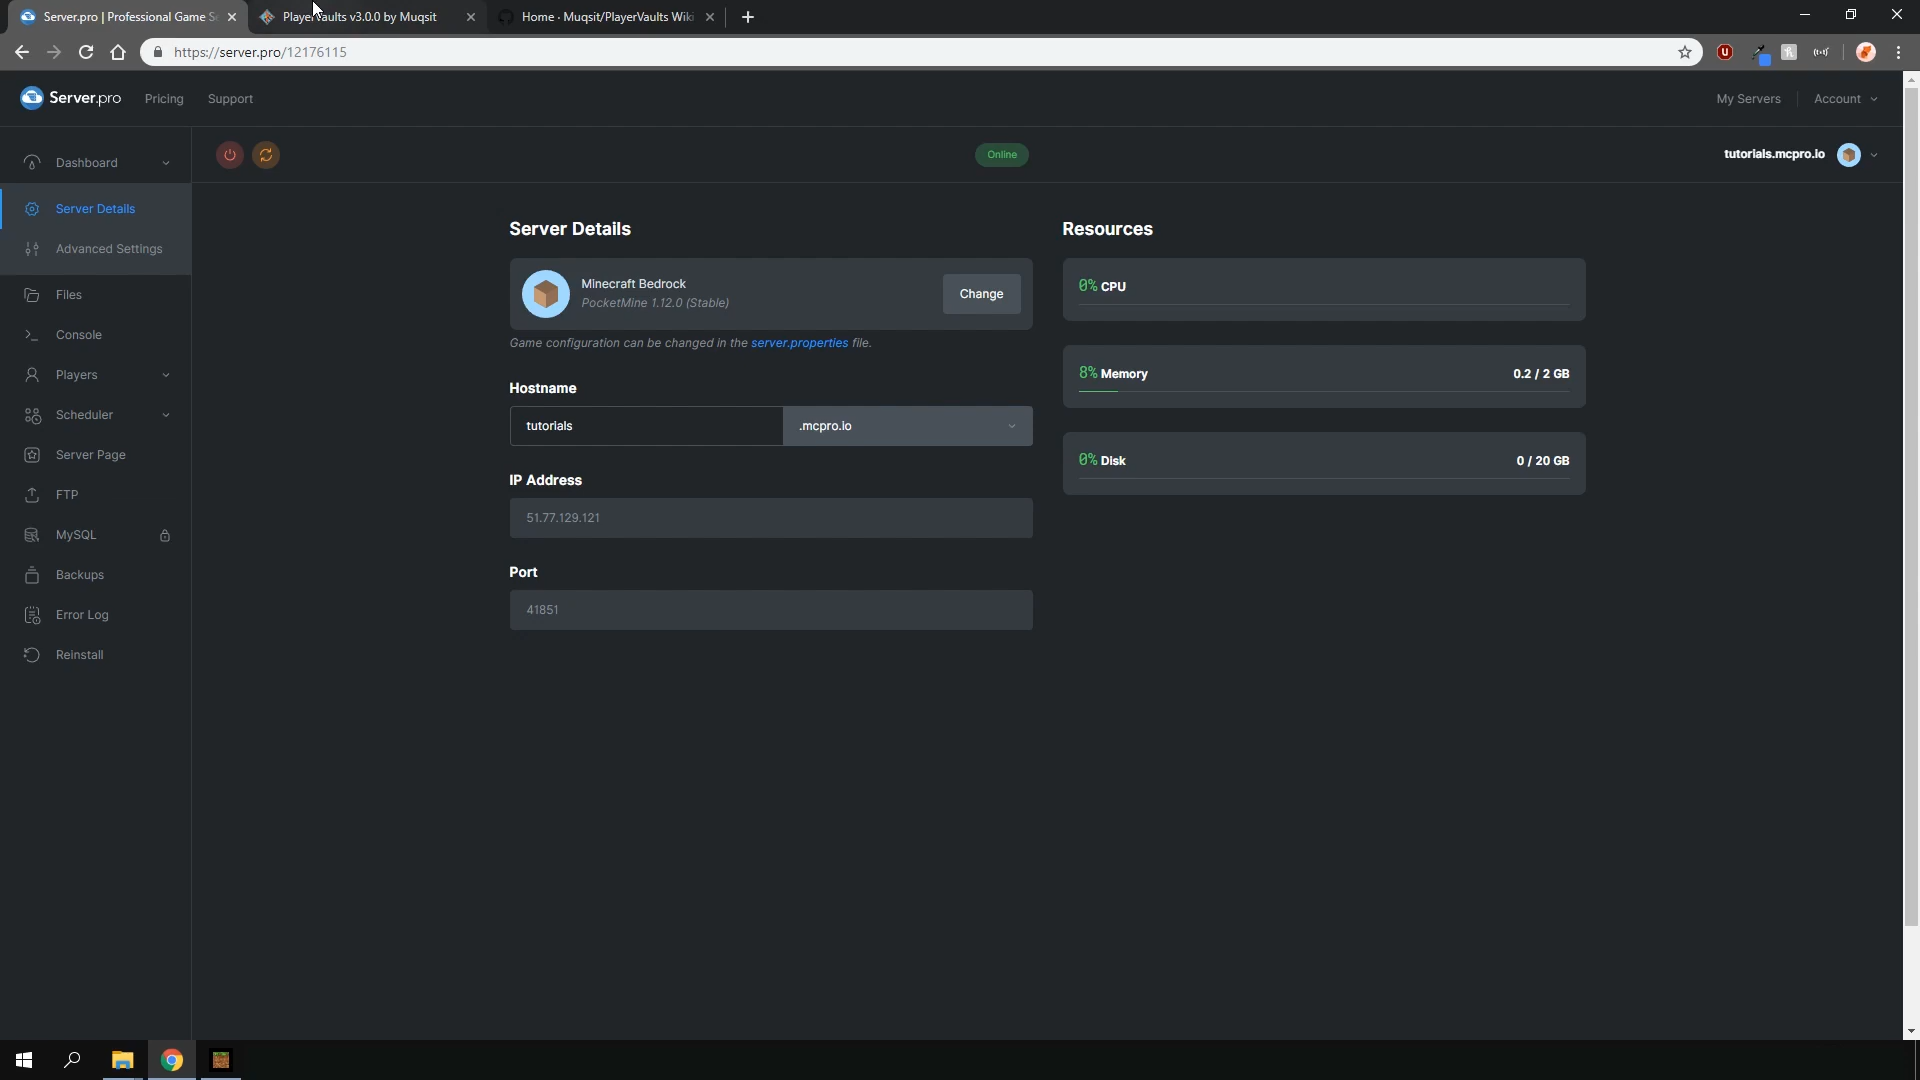 Server.pro | Professional Game S
PlayerVaults v3.0.0 by Muqsit
Home · Muqsit/PlayerVaults Wiki
https://server.pro/12176115
Server.pro
Pricing
Support
My Servers
Account
Dashboard
Online
tutorials.mcpro.io
Server Details
Advanced Settings
Files
Console
Players
Scheduler
Server Page
FTP
MySQL
Backups
Error Log
Reinstall
Server Details
Minecraft Bedrock
PocketMine 1.12.0 (Stable)
Change
Game configuration can be changed in the server.properties file.
Hostname
tutorials
.mcpro.io
IP Address
51.77.129.121
Port
41851
Resources
0% CPU
8% Memory
0.2 / 2 GB
0% Disk
0 / 20 GB